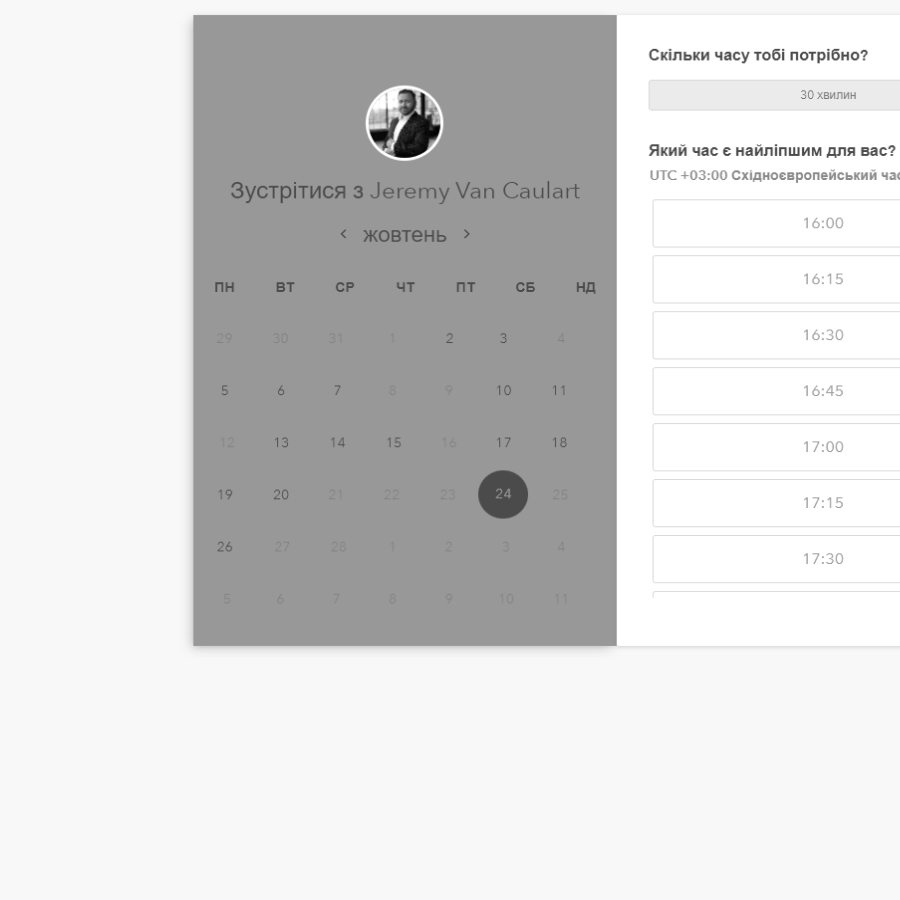 Зустрітися з Jeremy Van Caulart
жовтень
ПН ВТ СР ЧТ ПТ СБ НД
29 30 31 1 2 3 4
5 6 7 8 9 10 11
12 13 14 15 16 17 18
19 20 21 22 23 24 25
26 27 28 1 2 3 4
5 6 7 8 9 10 11
Скільки часу тобі потрібно?
30 хвилин
Який час є найліпшим для вас?
UTC +03:00 Східноєвропейський
16:00
16:15
16:30
16:45
17:00
17:15
17:30